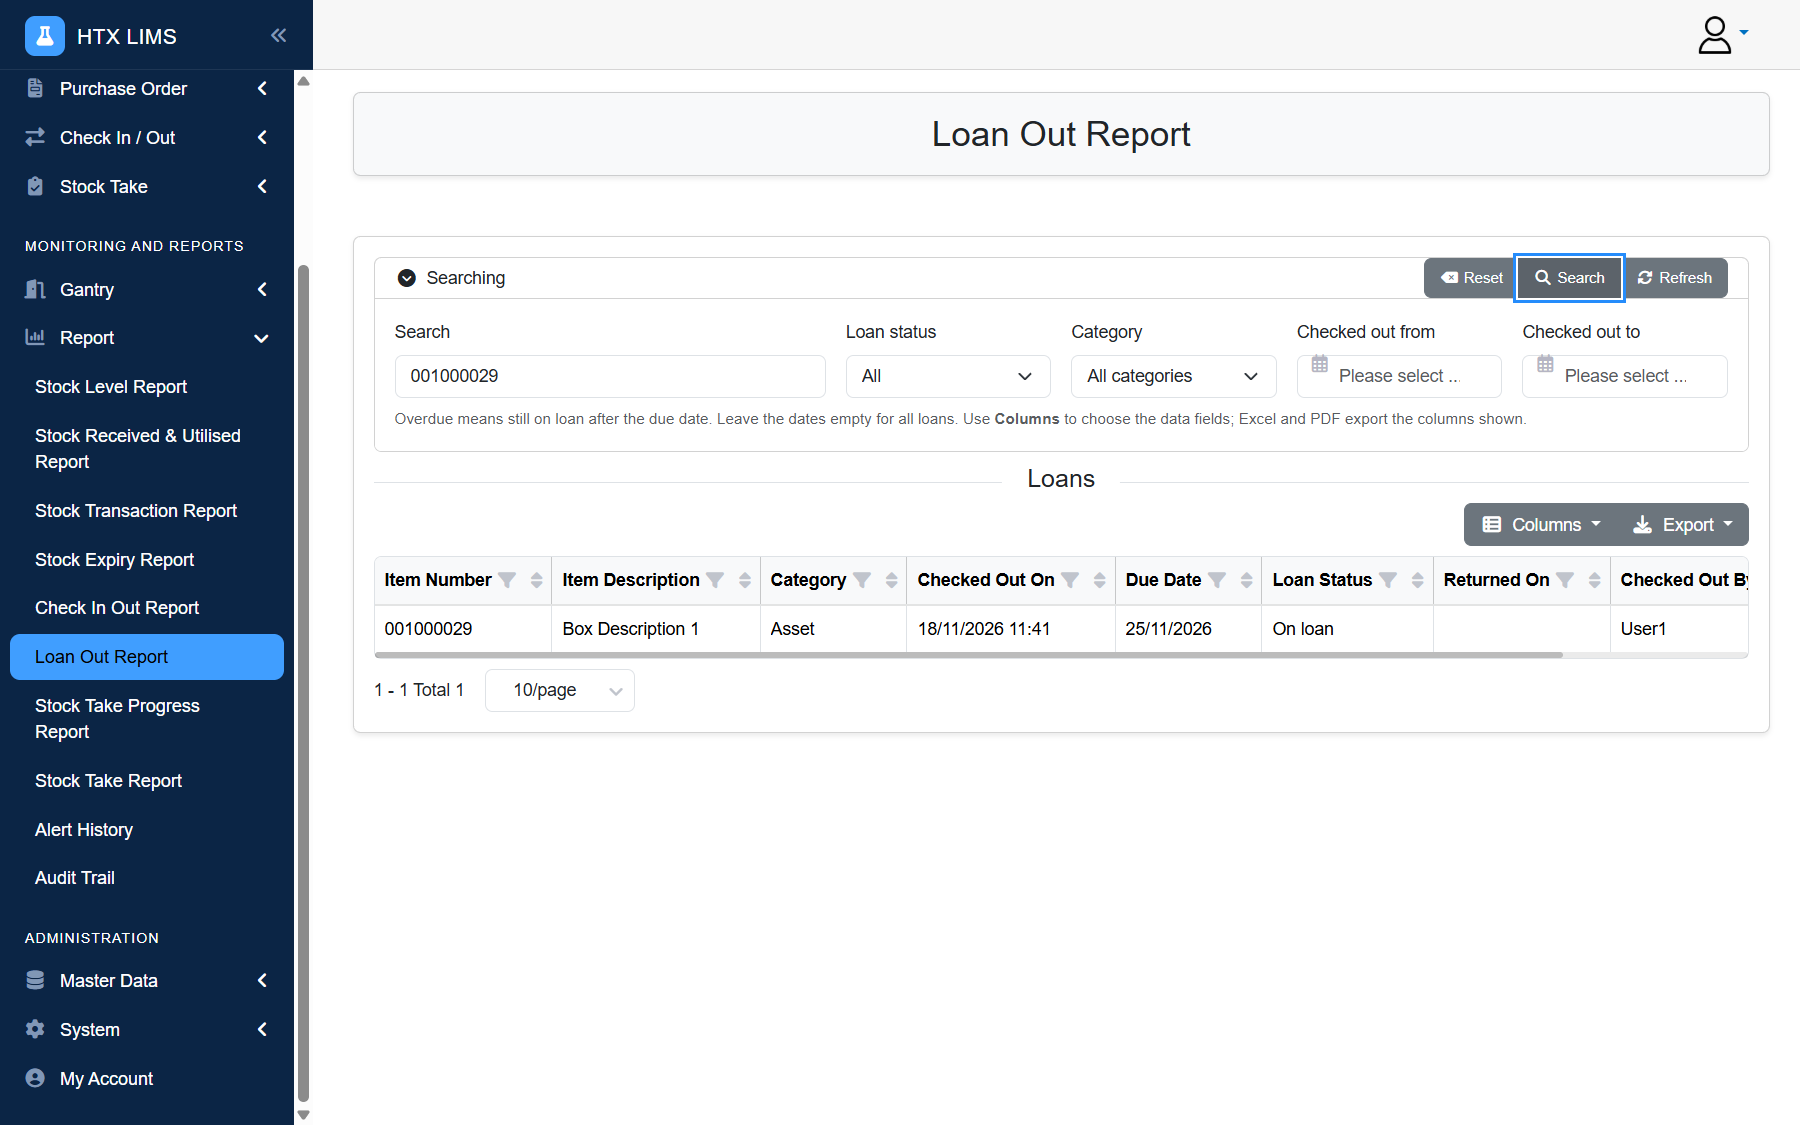 HTX LIMS
Purchase Order
Check In / Out
Stock Take
MONITORING AND REPORTS
Gantry
Report
Stock Level Report
Stock Received & Utilised
Report
Stock Transaction Report
Stock Expiry Report
Check In Out Report
Loan Out Report
Stock Take Progress
Report
Stock Take Report
Alert History
Audit Trail
ADMINISTRATION
Master Data
System
My Account
Loan Out Report
Searching
Reset Search Refresh
Search Loan status Category Checked out from Checked out to
001000029 All All categories Please select ... Please select ...
Overdue means still on loan after the due date. Leave the dates empty for all loans. Use Columns to choose the data fields; Excel and PDF export the columns shown.
Loans
Columns Export
Item Number Item Description Category Checked Out On Due Date Loan Status Returned On Checked Out By
001000029 Box Description 1 Asset 18/11/2026 11:41 25/11/2026 On loan User1
1 - 1 Total 1 10/page